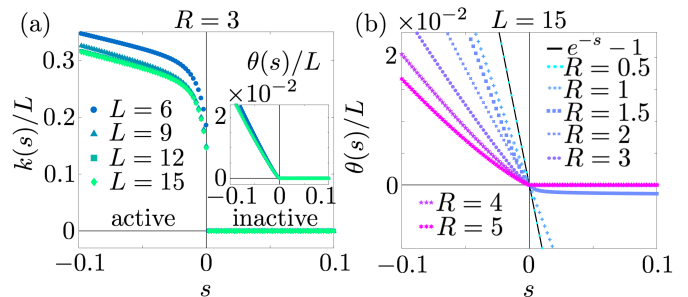 (a) R = 3
k(s)/L
0.3
0.2
0.1
0
L = 6
L = 9
L = 12
L = 15
active
inactive
−0.1 0 0.1
s
θ(s)/L
×10⁻²
2
0
−0.1 0 0.1
(b) L = 15
×10⁻²
2
0
θ(s)/L
e⁻ˢ − 1
R = 0.5
R = 1
R = 1.5
R = 2
R = 3
R = 4
R = 5
−0.1 0 0.1
s